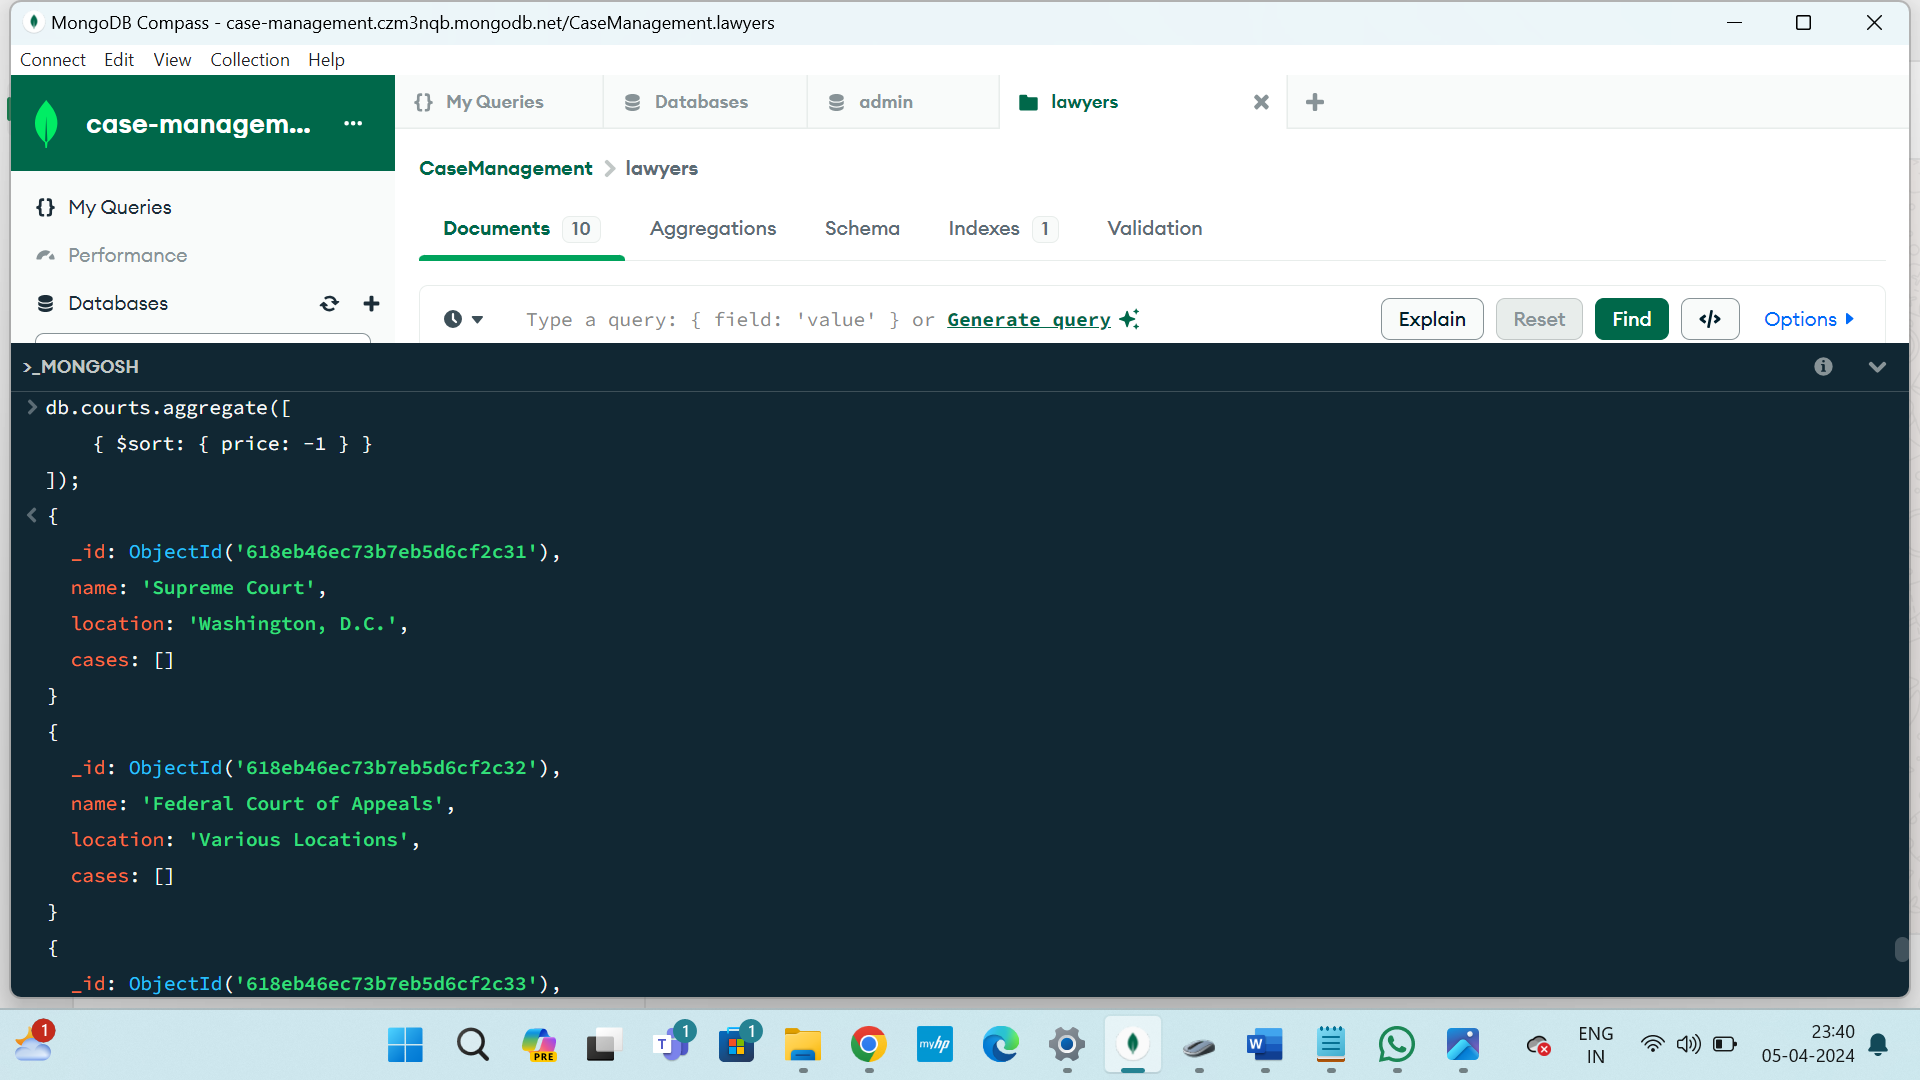 MongoDB Compass - case-management.czm3nqb.mongodb.net/CaseManagement.lawyers
Connect Edit View Collection Help
case-managem... ...
{} My Queries
Databases
admin
lawyers
My Queries
Performance
Databases
CaseManagement > lawyers
Documents 10 Aggregations Schema Indexes 1 Validation
Type a query: { field: 'value' } or Generate query
Explain Reset Find </> Options
>_MONGOSH
> db.courts.aggregate([
{ $sort: { price: -1 } }
]);
< {
_id: ObjectId('618eb46ec73b7eb5d6cf2c31'),
name: 'Supreme Court',
location: 'Washington, D.C.',
cases: []
}
{
_id: ObjectId('618eb46ec73b7eb5d6cf2c32'),
name: 'Federal Court of Appeals',
location: 'Various Locations',
cases: []
}
{
_id: ObjectId('618eb46ec73b7eb5d6cf2c33'),
1
PRE
T
1
1
myhp
W
ENG
IN
23:40
05-04-2024